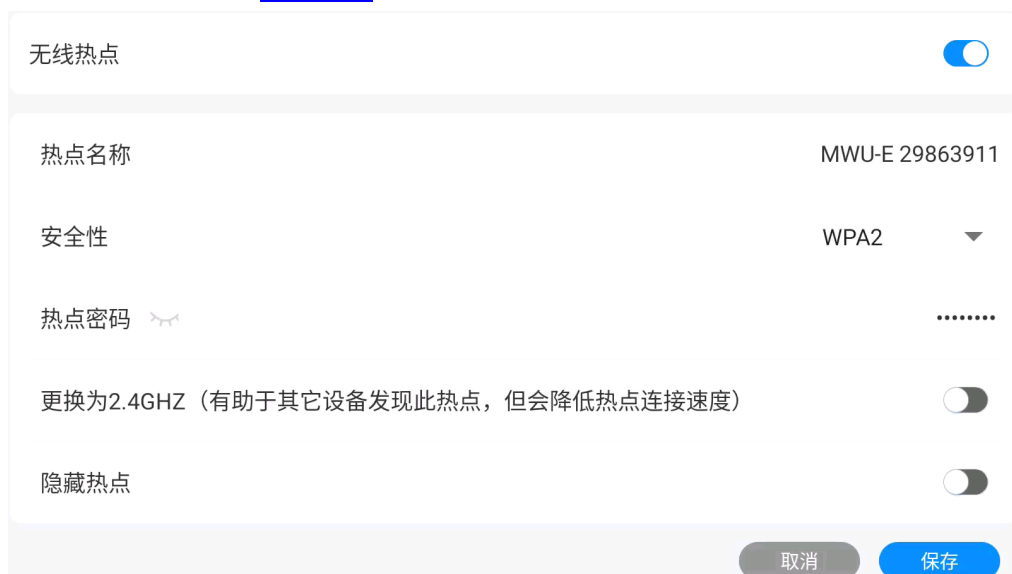 无线热点
热点名称 MWU-E 29863911
安全性 WPA2
热点密码 ••••••••
更换为2.4GHZ（有助于其它设备发现此热点，但会降低热点连接速度）
隐藏热点
取消 保存